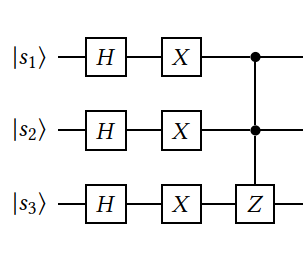 |s₁⟩ H X
|s₂⟩ H X
|s₃⟩ H X Z